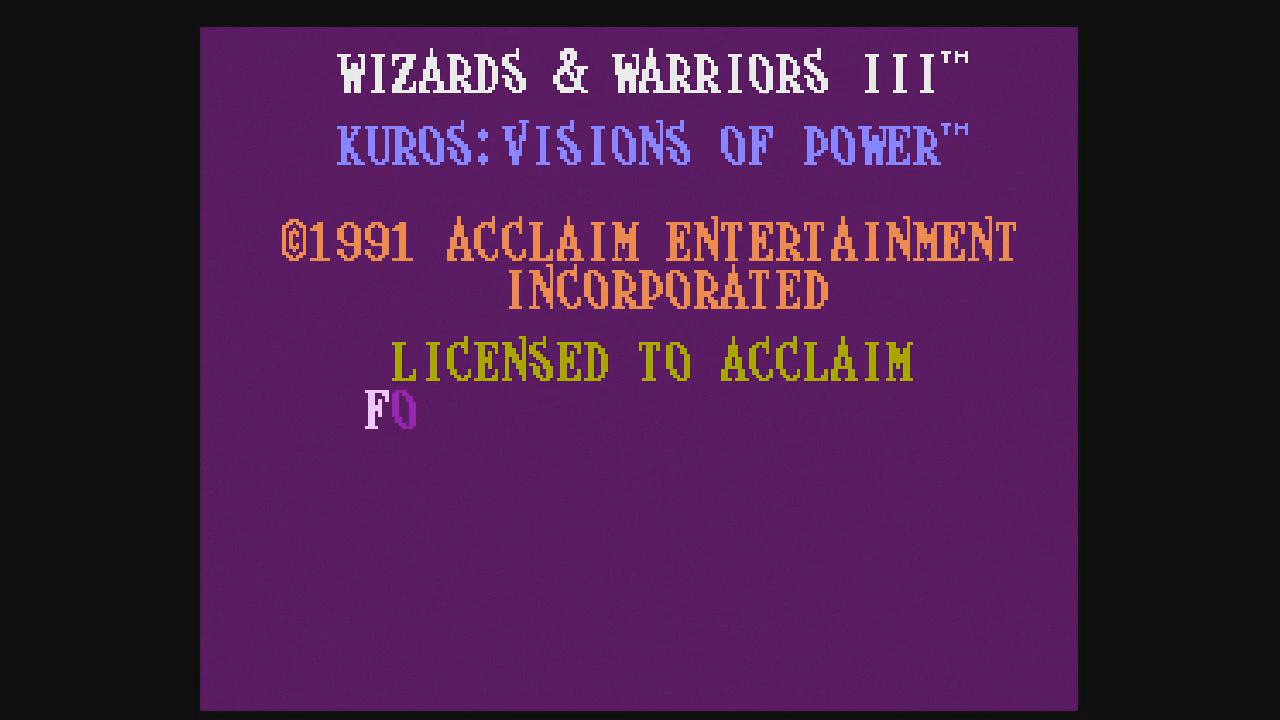 WIZARDS & WARRIORS III™
KUROS:VISIONS OF POWER™
©1991 ACCLAIM ENTERTAINMENT
INCORPORATED
LICENSED TO ACCLAIM
FO